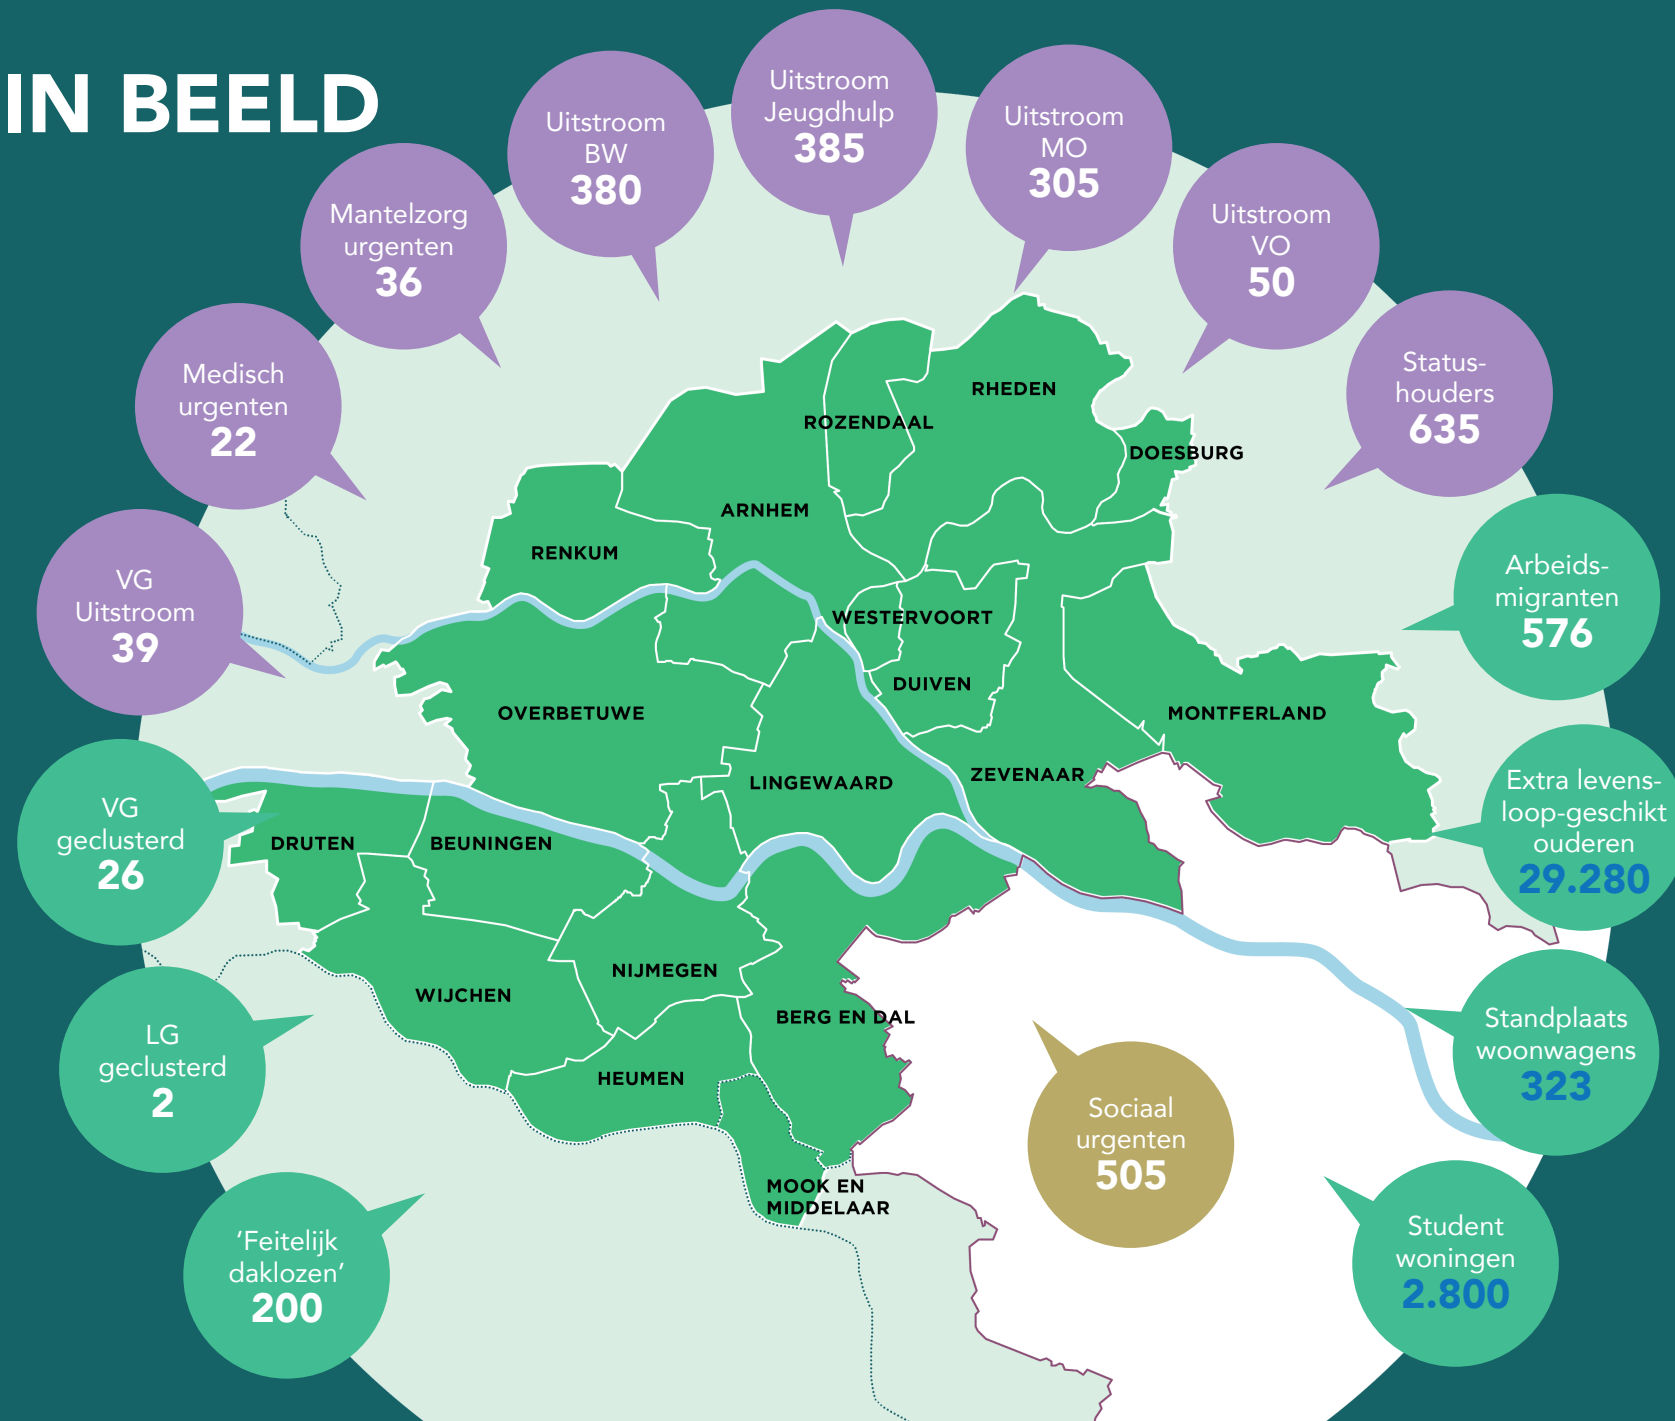 IN BEELD
Uitstroom
Jeugdhulp
385
Uitstroom
BW
380
Uitstroom
MO
305
Mantelzorg
urgenten
36
Uitstroom
VO
50
Medisch
urgenten
22
Status-
houders
635
VG
Uitstroom
39
Arbeids-
migranten
576
VG
geclusterd
26
Extra levens-
loop-geschikt
ouderen
29.280
LG
geclusterd
2
Standplaats
woonwagens
323
'Feitelijk
daklozen'
200
Sociaal
urgenten
505
Student
woningen
2.800
RHEDEN
ROZENDAAL
DOESBURG
ARNHEM
RENKUM
WESTERVOORT
DUIVEN
OVERBETUWE
MONTFERLAND
ZEVENAAR
LINGEWAARD
DRUTEN
BEUNINGEN
NIJMEGEN
WIJCHEN
BERG EN DAL
HEUMEN
MOOK EN
MIDDELAAR